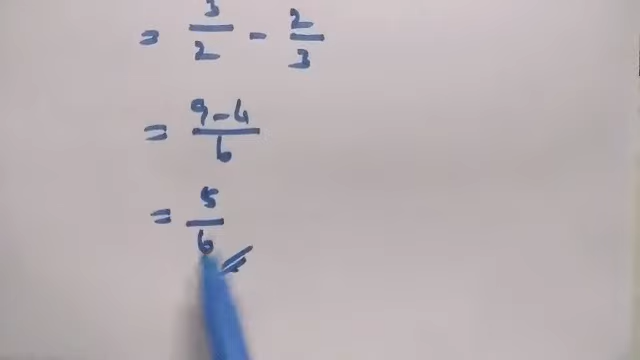 = 3/2 - 2/3
= 9-4/6
= 5/6